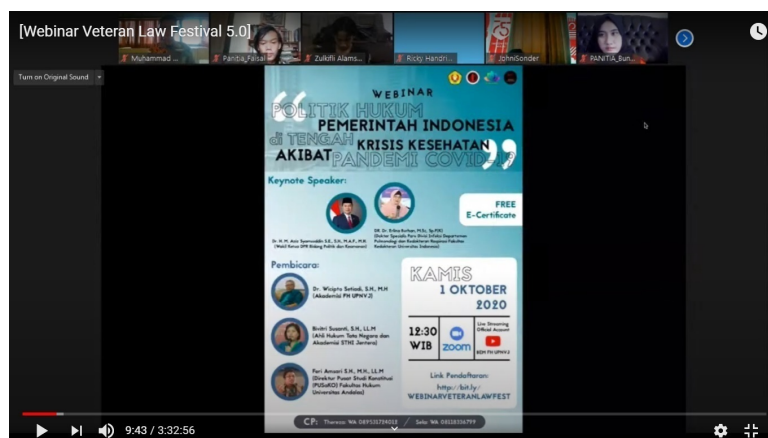 [Webinar Veteran Law Festival 5.0]
Muhammad ...
Panitia_Faisal
Zulkifli Alams...
Ricky Handri...
JohniSonder
PANITIA_Bun...
Turn on Original Sound
WEBINAR
“POLITIK HUKUM
PEMERINTAH INDONESIA
di TENGAH KRISIS KESEHATAN
AKIBAT PANDEMI COVID-19”
Keynote Speaker:
FREE
E-Certificate
Pembicara:
Dr. Wicipto Setiadi, S.H., M.H
(Akademisi FH UPNVJ)
Bivitri Susanti, S.H., LL.M
(Ahli Hukum Tata Negara dan
Akademisi STHI Jentera)
Feri Amsari S.H., M.H., LL.M
(Direktur Pusat Studi Konstitusi
(PUSaKO) Fakultas Hukum
Universitas Andalas)
KAMIS
1 OKTOBER
2020
12:30
WIB
zoom
Live Streaming
Official Account
BEM FH UPNVJ
Link Pendaftaran:
http://bit.ly/
WEBINARVETERANLAWFEST
CP:
9:43 / 3:32:56